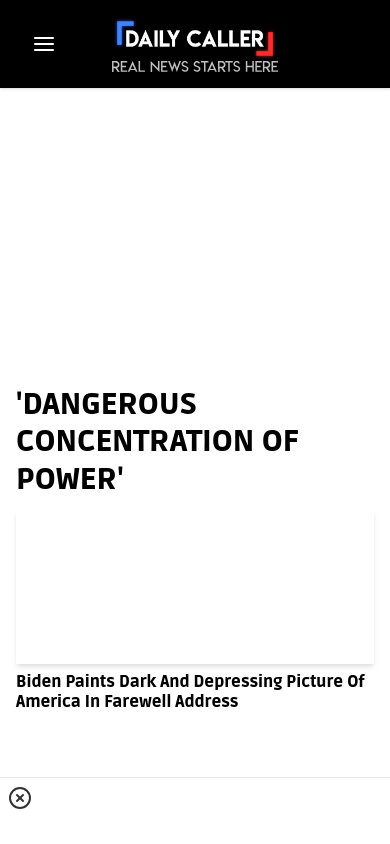 DAILY CALLER
REAL NEWS STARTS HERE
'DANGEROUS
CONCENTRATION OF
POWER'
Biden Paints Dark And Depressing Picture Of
America In Farewell Address